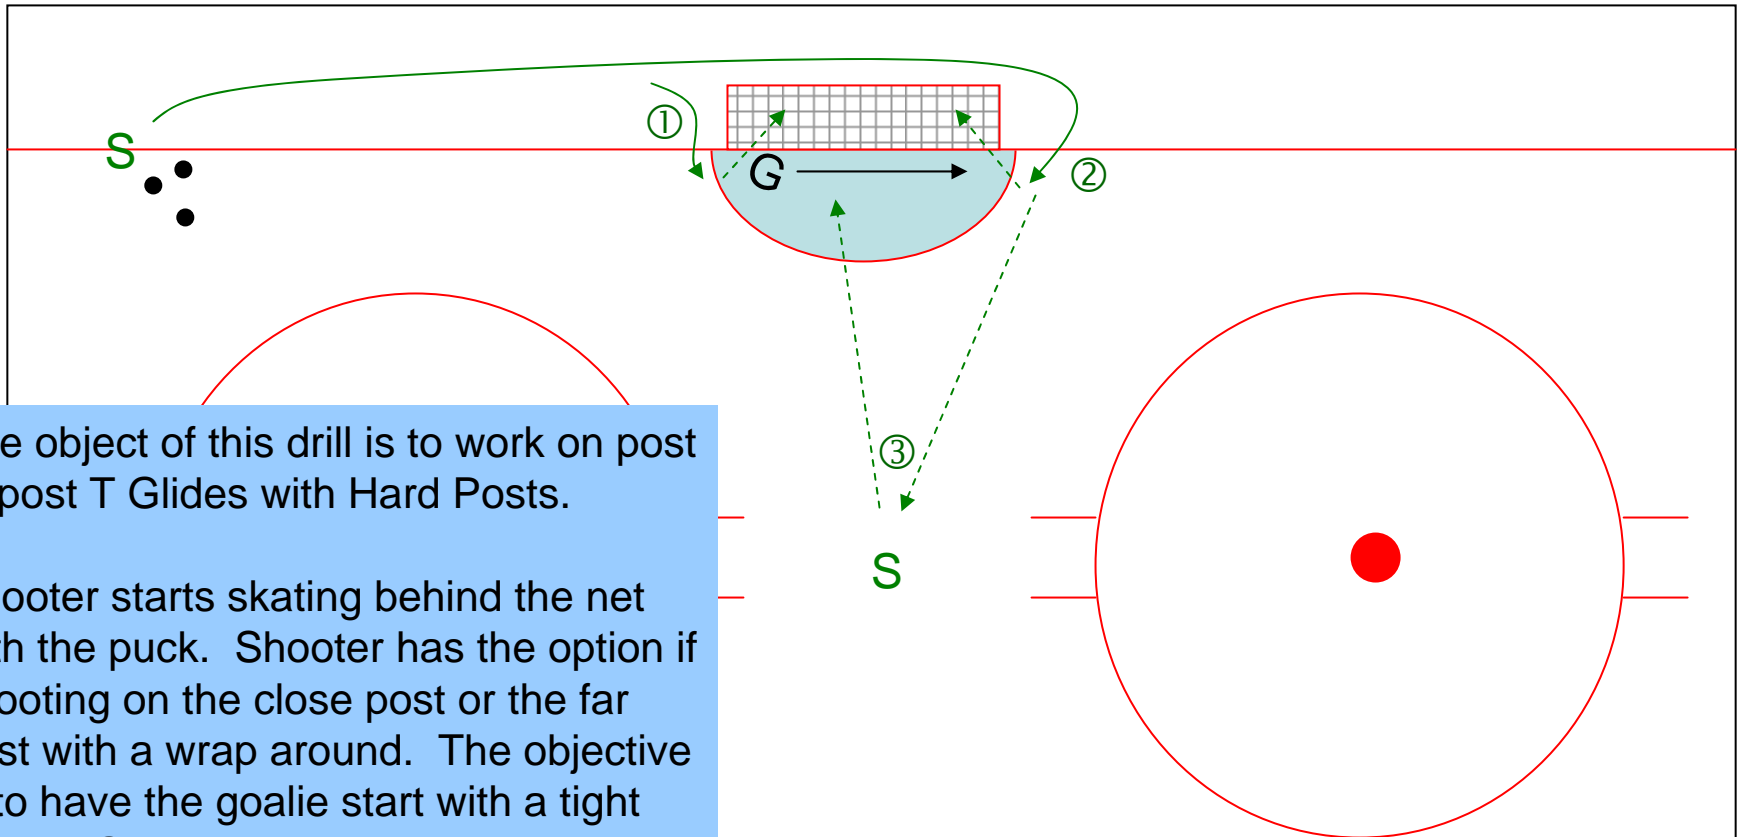 S
①
G
②
③
S
e object of this drill is to work on post
post T Glides with Hard Posts.
ooter starts skating behind the net
h the puck.  Shooter has the option if
ooting on the close post or the far
st with a wrap around.  The objective
to have the goalie start with a tight